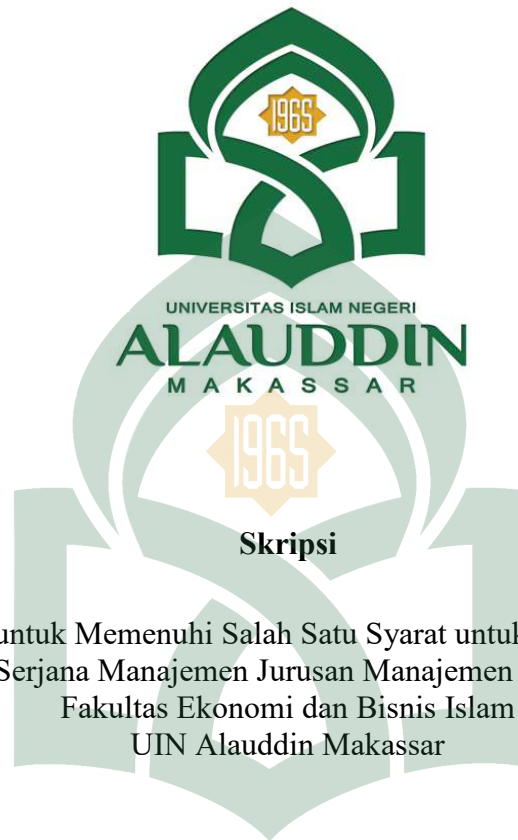 1965
UNIVERSITAS ISLAM NEGERI
ALAUDDIN
MAKASSAR
1965
Skripsi
untuk Memenuhi Salah Satu Syarat untuk
Serjana Manajemen Jurusan Manajemen
Fakultas Ekonomi dan Bisnis Islam
UIN Alauddin Makassar